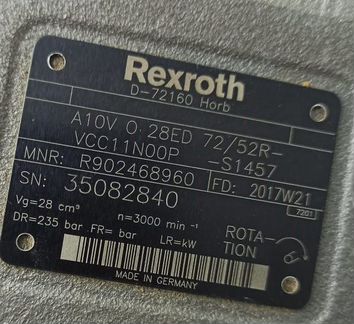 Rexroth
D-72160 Horb
A10V O 28ED 72/52R-
VCC11N00P -S1457
MNR: R902468960 FD: 2017W21
SN: 35082840 7201
Vg=28 cm³ n=3000 min⁻¹
DR=235 bar FR= bar LR=kW
ROTA-
TION
MADE IN GERMANY